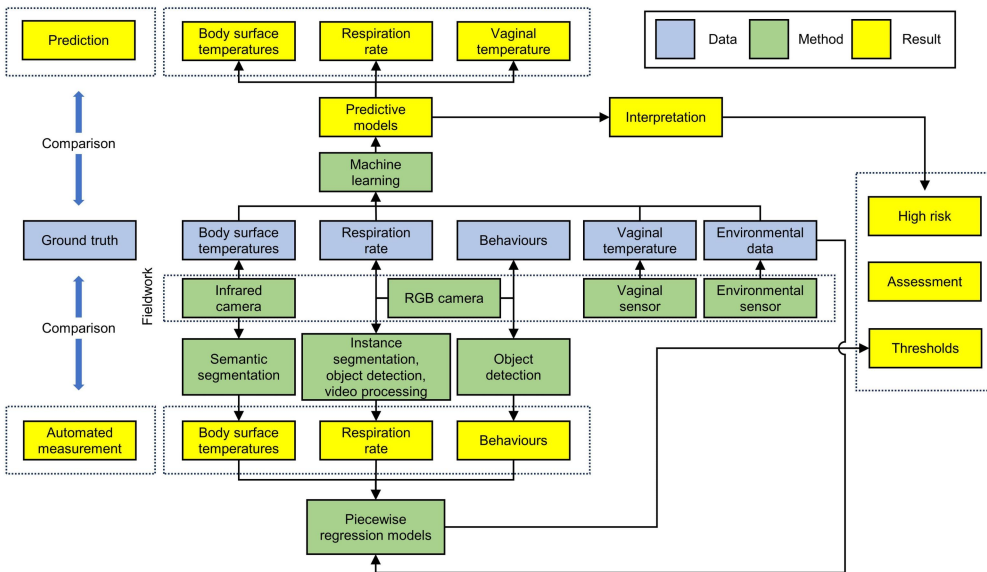 Prediction
Body surface
temperatures
Respiration
rate
Vaginal
temperature
Data
Method
Result
Predictive
models
Interpretation
Comparison
Machine
learning
High risk
Ground truth
Body surface
temperatures
Respiration
rate
Behaviours
Vaginal
temperature
Environmental
data
Fieldwork
Infrared
camera
RGB camera
Vaginal
sensor
Environmental
sensor
Assessment
Comparison
Semantic
segmentation
Instance
segmentation,
object detection,
video processing
Object
detection
Thresholds
Automated
measurement
Body surface
temperatures
Respiration
rate
Behaviours
Piecewise
regression models